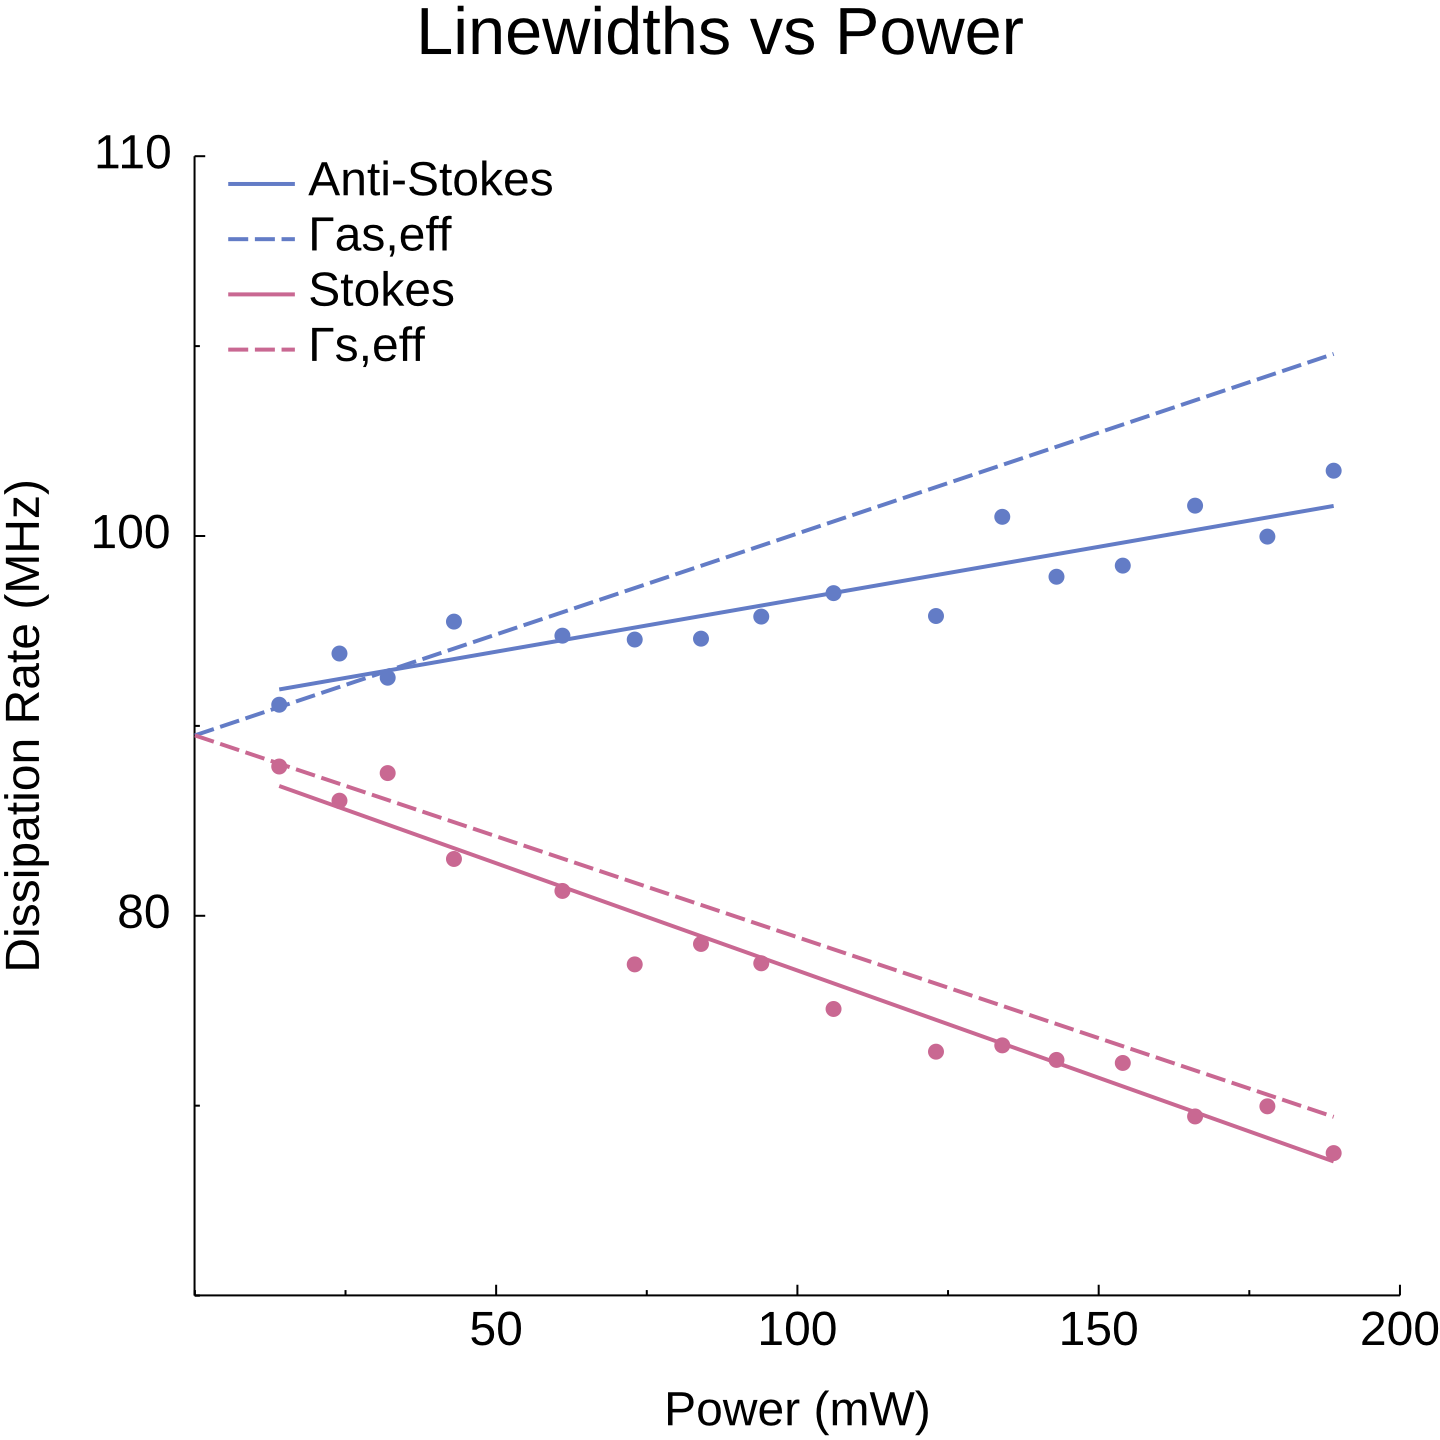 Linewidths vs Power
110
Anti-Stokes
Γas,eff
Stokes
Γs,eff
100
80
Dissipation Rate (MHz)
50
100
150
200
Power (mW)